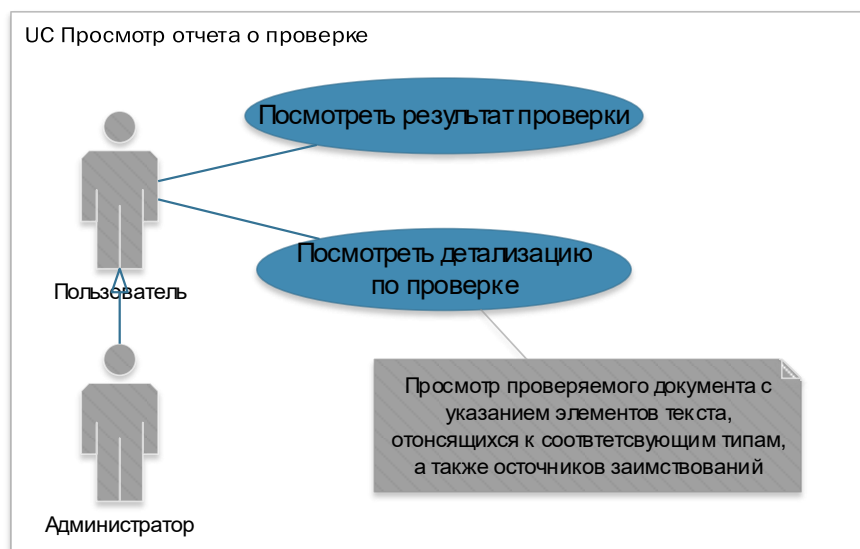 UC Просмотр отчета о проверке
Посмотреть результат проверки
Посмотреть детализацию
по проверке
Пользователь
Просмотр проверяемого документа с
указанием элементов текста,
отонсящихся к соотвтетсвующим типам,
а также осточников заимствований
Администратор